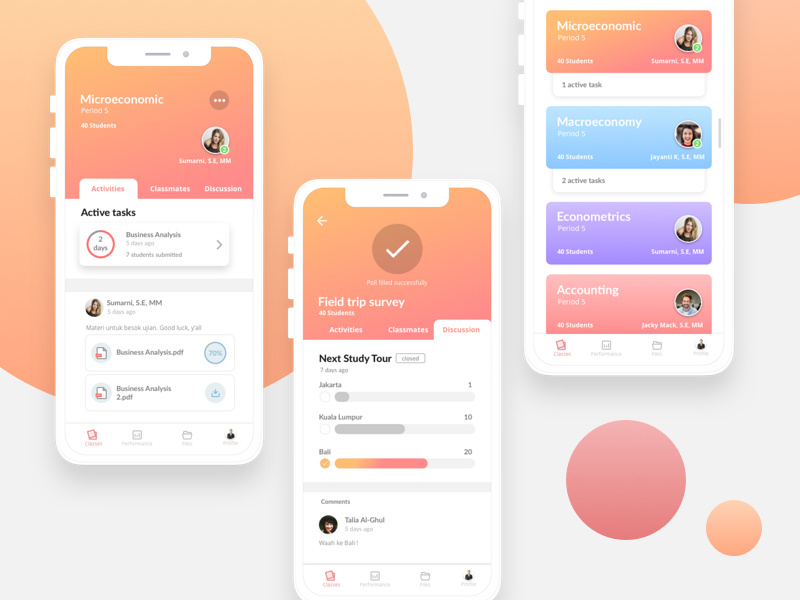 Microeconomic
Period 5
40 Students
Sumarni, S.E, MM
2
Activities
Classmates
Discussion
Active tasks
2
days
Business Analysis
5 days ago
7 students submitted
Sumarni, S.E, MM
5 days ago
Materi untuk besok ujian. Good luck, y'all
Business Analysis.pdf
70%
Business Analysis
2.pdf
Classes
Performance
Files
Profile
Poll filled successfully
Field trip survey
40 Students
Activities
Classmates
Discussion
Next Study Tour
closed
7 days ago
Jakarta
1
Kuala Lumpur
10
Bali
20
Comments
Talia Al-Ghul
5 days ago
Waah ke Bali !
Classes
Performance
Files
Profile
Microeconomic
Period 5
2
40 Students
Sumarni, S.E, MM
1 active task
Macroeconomy
Period 5
2
40 Students
Jayanti K, S.E, MM
2 active tasks
Econometrics
Period 5
40 Students
Sumarni, S.E, MM
Accounting
Period 5
40 Students
Jacky Mack, S.E, MM
Classes
Performance
Files
Profile